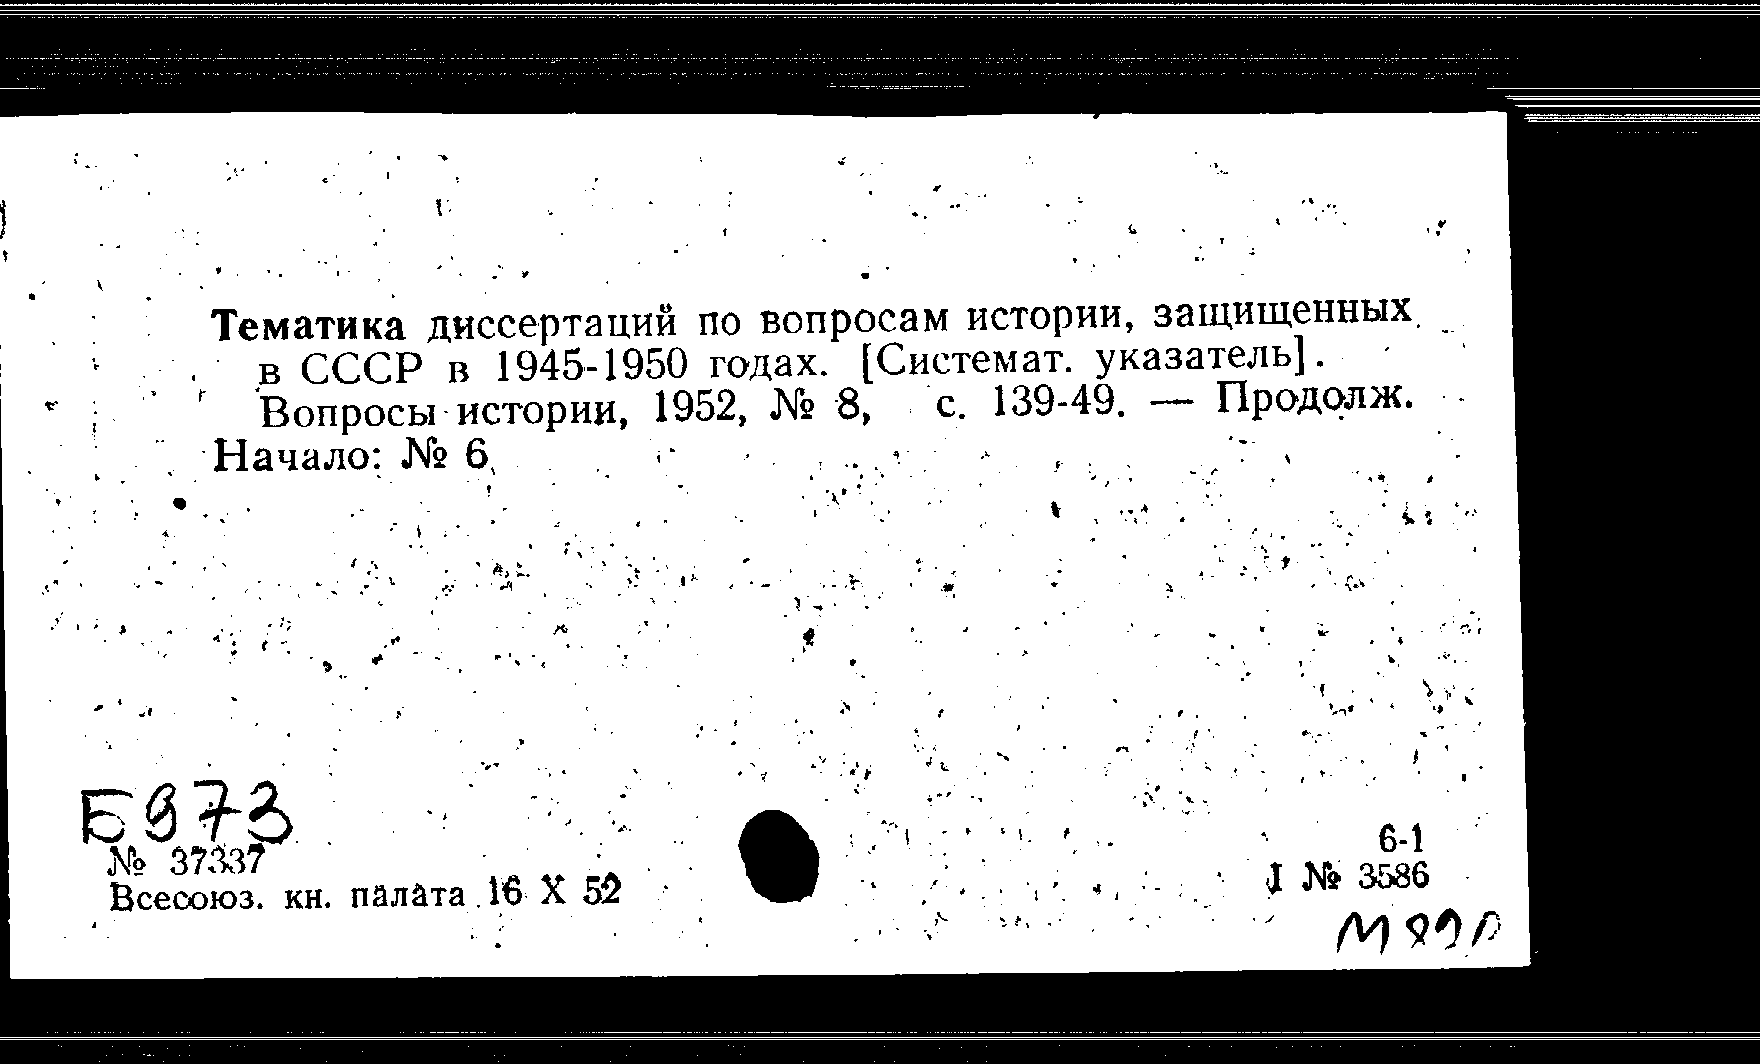 Тематика диссертаций по вопросам истории, защищенных
в СССР в 1945-1950 годах. [Системат. указатель].
Вопросы истории, 1952, № 8, с. 139-49. — Продолж.
Начало: № 6
Б973
№ 37337
Всесоюз. кн. палата 16 X 52
6-1
I № 3586